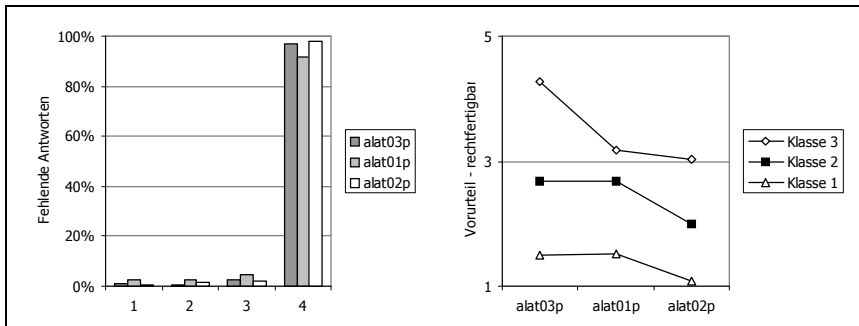 Fehlende Antworten
100%
80%
60%
40%
20%
0%
1 2 3 4
alat03p
alat01p
alat02p
Vorurteil - rechtfertigbar
5
3
1
alat03p alat01p alat02p
Klasse 3
Klasse 2
Klasse 1